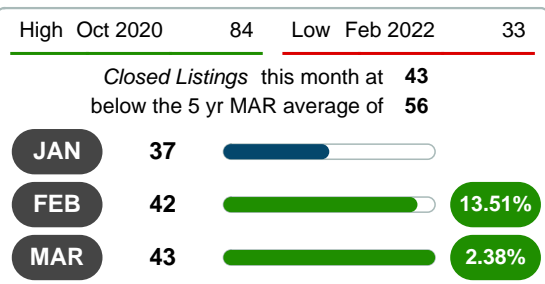 High Oct 2020 84 Low Feb 2022 33
Closed Listings this month at 43
below the 5 yr MAR average of 56
JAN 37
FEB 42 13.51%
MAR 43 2.38%